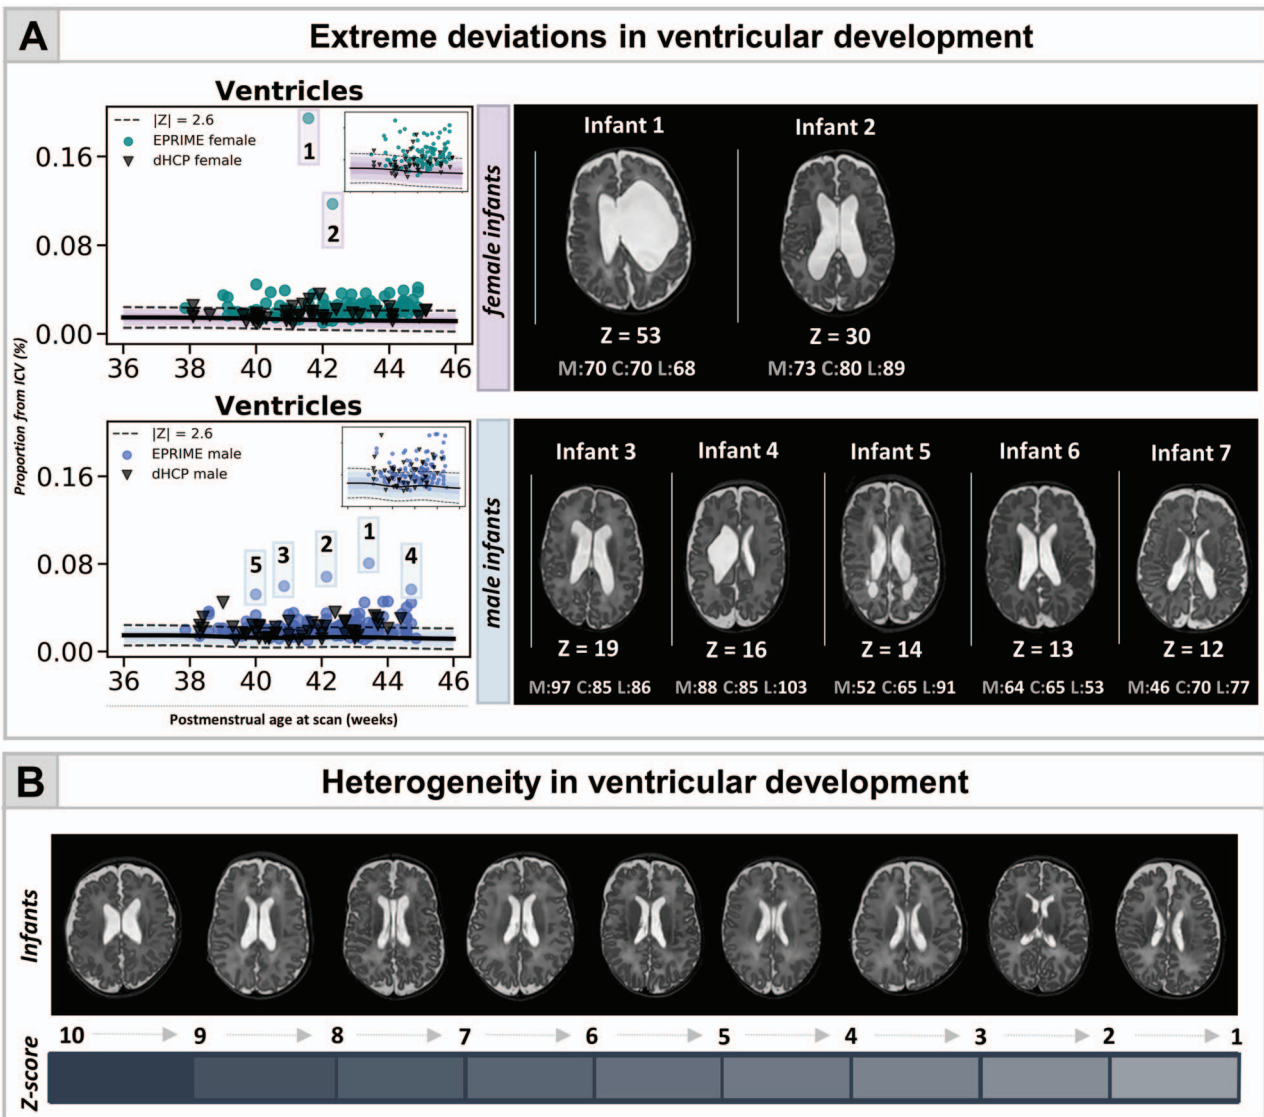 A
Extreme deviations in ventricular development
Ventricles
|Z| = 2.6
EPRIME female
dHCP female
1
2
0.16
0.08
0.00
36 38 40 42 44 46
female infants
Infant 1 Infant 2
Z = 53 Z = 30
M:70 C:70 L:68 M:73 C:80 L:89
Proportion from ICV (%)
Ventricles
|Z| = 2.6
EPRIME male
dHCP male
5 3 2 1 4
0.16
0.08
0.00
36 38 40 42 44 46
Postmenstrual age at scan (weeks)
male infants
Infant 3 Infant 4 Infant 5 Infant 6 Infant 7
Z = 19 Z = 16 Z = 14 Z = 13 Z = 12
M:97 C:85 L:86 M:88 C:85 L:103 M:52 C:65 L:91 M:64 C:65 L:53 M:46 C:70 L:77
B
Heterogeneity in ventricular development
Infants
10 9 8 7 6 5 4 3 2 1
Z-score